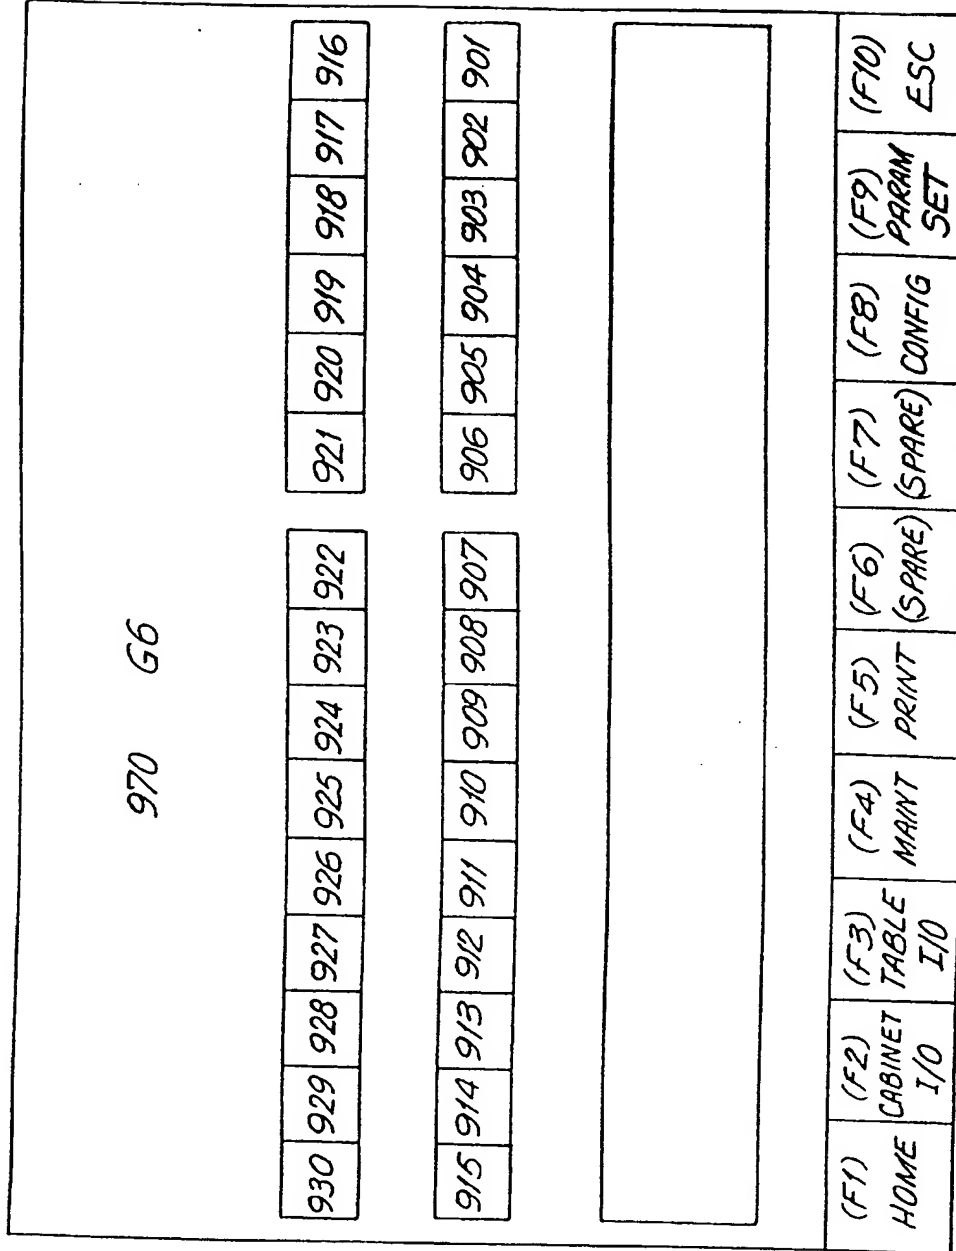 970 G6
930 929 928 927 926 925 924 923 922 921 920 919 918 917 916
915 914 913 912 911 910 909 908 907 906 905 904 903 902 901
(F1) (F2) (F3) (F4) (F5) (F6) (F7) (F8) (F9) (F10)
HOME CABINET TABLE MAINT PRINT (SPARE) (SPARE) CONFIG PARAM ESC
I/O I/O SET